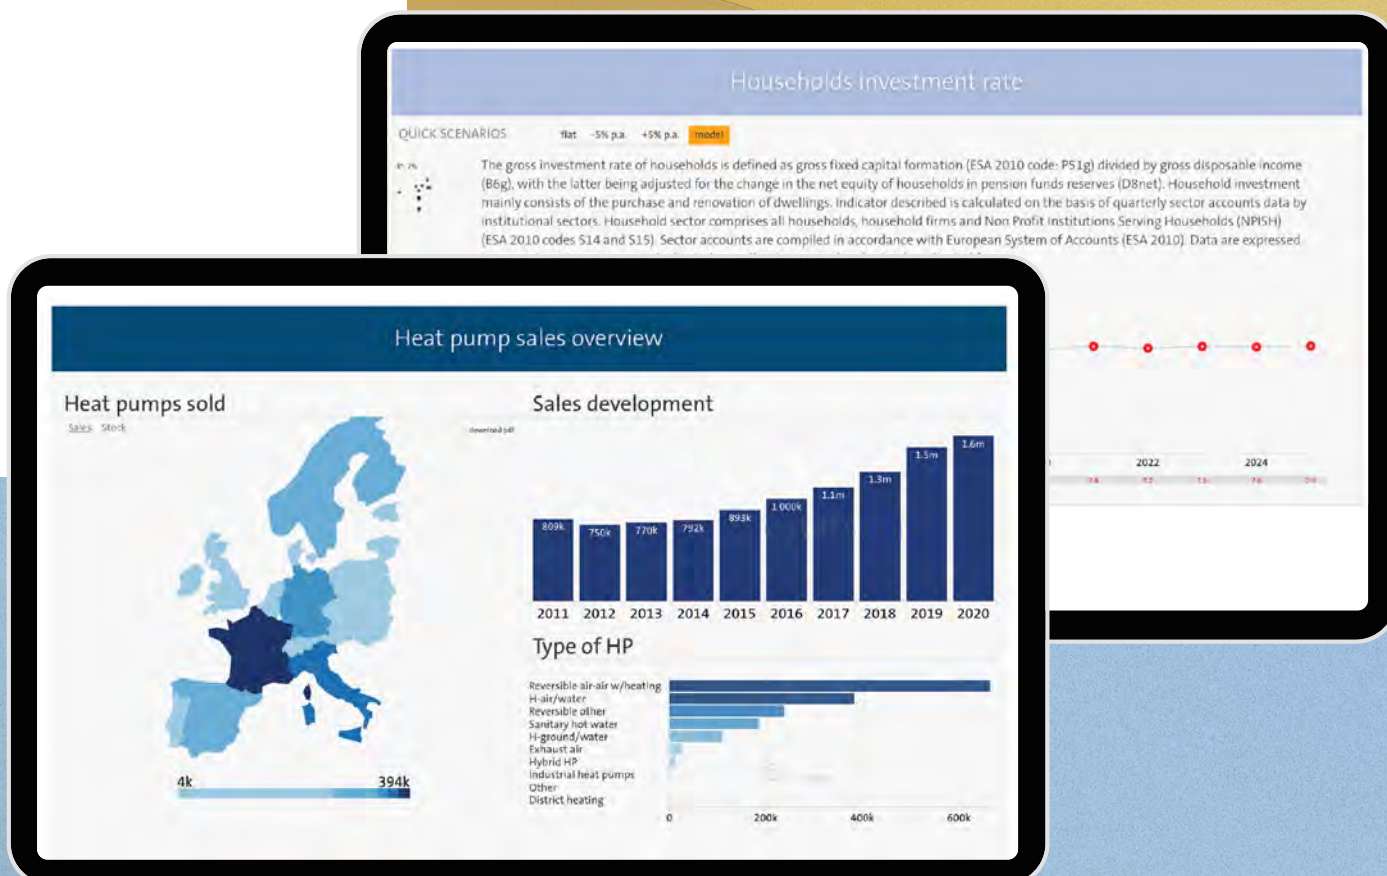 Households investment rate
QUICK SCENARIOS
flat -5% p.a. +5% p.a. model
The gross investment rate of households is defined as gross fixed capital formation (ESA 2010 code: P51g) divided by gross disposable income
(B6g), with the latter being adjusted for the change in the net equity of households in pension funds reserves (D8net). Household investment
mainly consists of the purchase and renovation of dwellings. Indicator described is calculated on the basis of quarterly sector accounts data by
institutional sectors. Household sector comprises all households, household firms and Non Profit Institutions Serving Households (NPISH)
(ESA 2010 codes S14 and S15). Sector accounts are compiled in accordance with European System of Accounts (ESA 2010). Data are expressed
2022 2024
Heat pump sales overview
Heat pumps sold
Sales Stock
download pdf
4k 394k
Sales development
809k 750k 770k 792k 893k 1 000k 1.1m 1.3m 1.5m 1.6m
2011 2012 2013 2014 2015 2016 2017 2018 2019 2020
Type of HP
Reversible air-air w/heating
H-air/water
Reversible other
Sanitary hot water
H-ground/water
Exhaust air
Hybrid HP
Industrial heat pumps
Other
District heating
0 200k 400k 600k